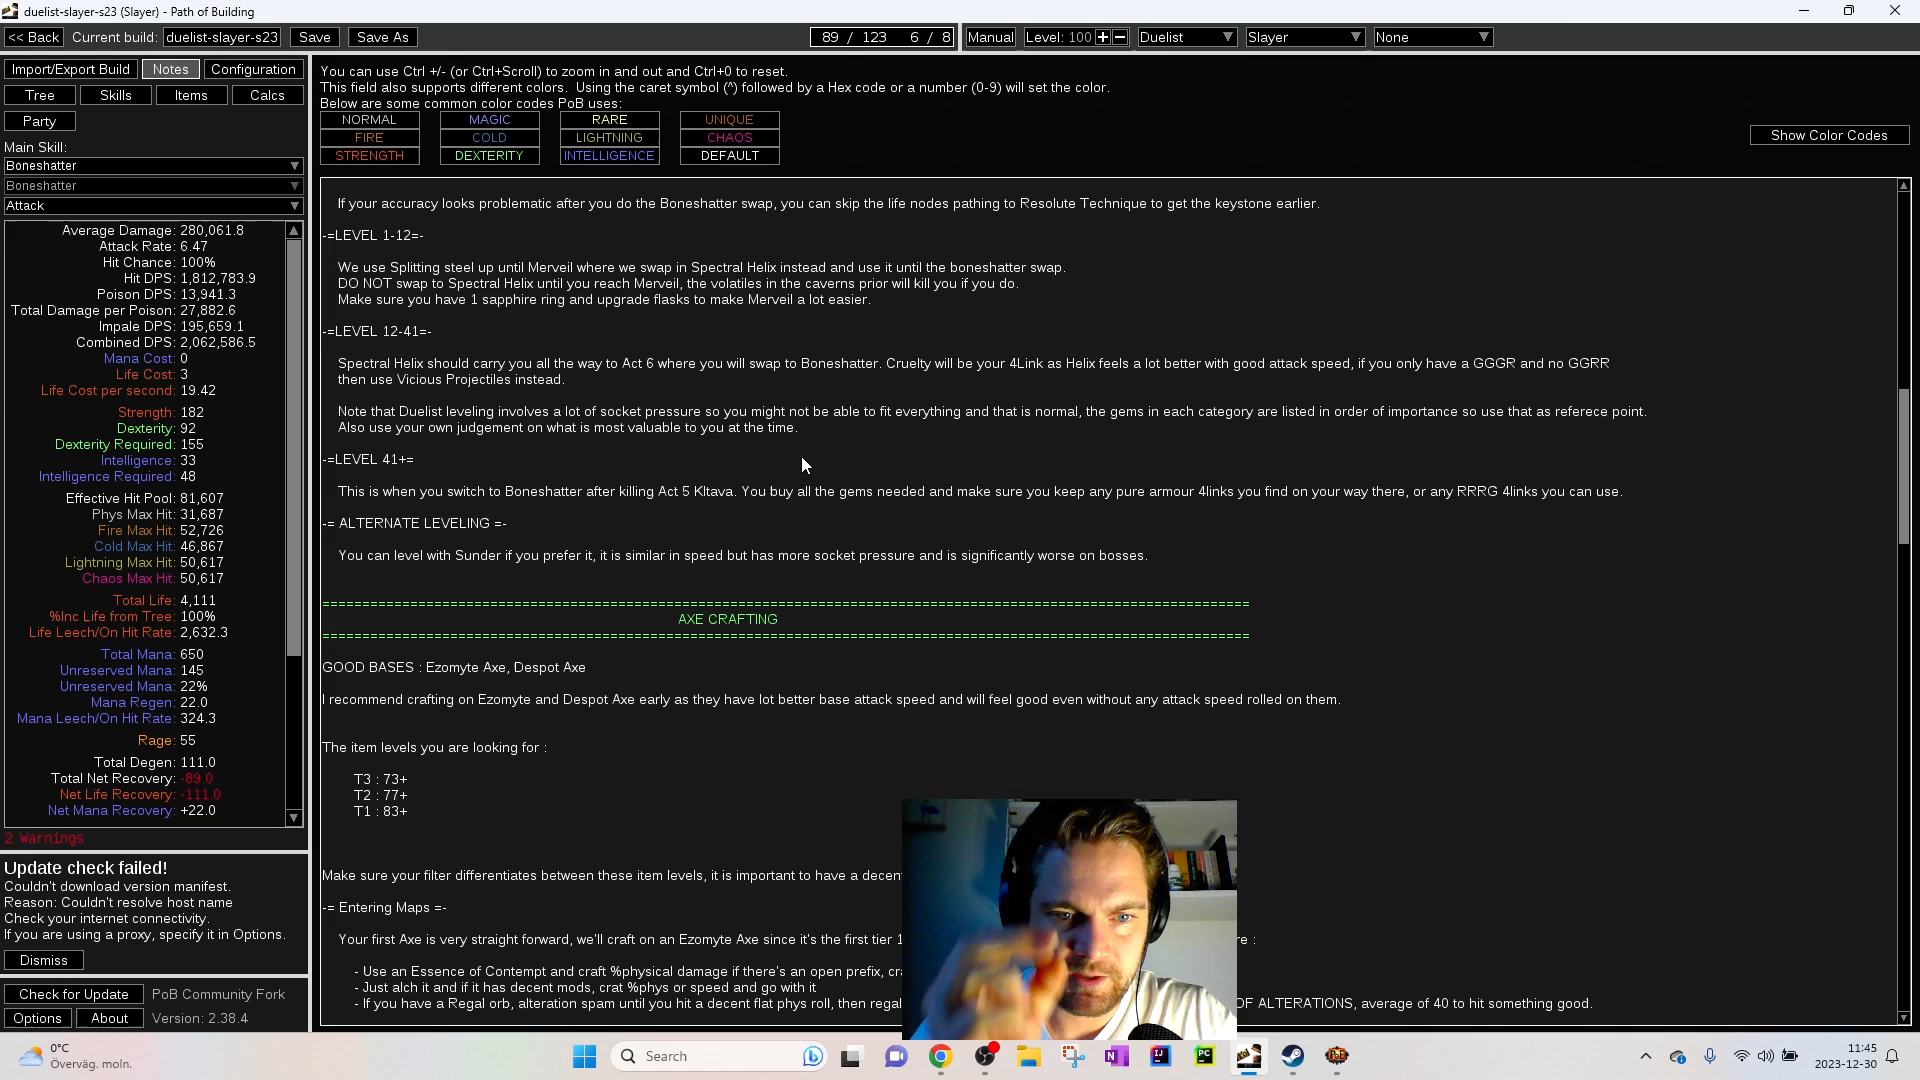 duelist-slayer-s23 (Slayer) - Path of Building
<< Back
Current build: duelist-slayer-s23
Save
Save As
89 / 123 6 / 8
Manual
Level: 100
+
-
Duelist
Slayer
None
Import/Export Build
Notes
Configuration
Tree
Skills
Items
Calcs
Party
Main Skill:
Boneshatter
Boneshatter
Attack
Average Damage: 280,061.8
Attack Rate: 6.47
Hit Chance: 100%
Hit DPS: 1,812,783.9
Poison DPS: 13,941.3
Total Damage per Poison: 27,882.6
Impale DPS: 195,659.1
Combined DPS: 2,062,586.5
Mana Cost: 0
Life Cost: 3
Life Cost per second: 19.42
Strength: 182
Dexterity: 92
Dexterity Required: 155
Intelligence: 33
Intelligence Required: 48
Effective Hit Pool: 81,607
Phys Max Hit: 31,687
Fire Max Hit: 52,726
Cold Max Hit: 46,867
Lightning Max Hit: 50,617
Chaos Max Hit: 50,617
Total Life: 4,111
%Inc Life from Tree: 100%
Life Leech/On Hit Rate: 2,632.3
Total Mana: 650
Unreserved Mana: 145
Unreserved Mana: 22%
Mana Regen: 22.0
Mana Leech/On Hit Rate: 324.3
Rage: 55
Total Degen: 111.0
Total Net Recovery: -89.0
Net Life Recovery: -111.0
Net Mana Recovery: +22.0
2 Warnings
Update check failed!
Couldn't download version manifest.
Reason: Couldn't resolve host name
Check your internet connectivity.
If you are using a proxy, specify it in Options.
Dismiss
Check for Update
PoB Community Fork
Options
About
Version: 2.38.4
You can use Ctrl +/- (or Ctrl+Scroll) to zoom in and out and Ctrl+0 to reset.
This field also supports different colors. Using the caret symbol (^) followed by a Hex code or a number (0-9) will set the color.
Below are some common color codes PoB uses:
NORMAL MAGIC RARE UNIQUE
FIRE COLD LIGHTNING CHAOS
STRENGTH DEXTERITY INTELLIGENCE DEFAULT
Show Color Codes
If your accuracy looks problematic after you do the Boneshatter swap, you can skip the life nodes pathing to Resolute Technique to get the keystone earlier.
-=LEVEL 1-12=-
We use Splitting steel up until Merveil where we swap in Spectral Helix instead and use it until the boneshatter swap.
DO NOT swap to Spectral Helix until you reach Merveil, the volatiles in the caverns prior will kill you if you do.
Make sure you have 1 sapphire ring and upgrade flasks to make Merveil a lot easier.
-=LEVEL 12-41=-
Spectral Helix should carry you all the way to Act 6 where you will swap to Boneshatter. Cruelty will be your 4Link as Helix feels a lot better with good attack speed, if you only have a GGGR and no GGRR
then use Vicious Projectiles instead.
Note that Duelist leveling involves a lot of socket pressure so you might not be able to fit everything and that is normal, the gems in each category are listed in order of importance so use that as referece point.
Also use your own judgement on what is most valuable to you at the time.
-=LEVEL 41+=
This is when you switch to Boneshatter after killing Act 5 KItava. You buy all the gems needed and make sure you keep any pure armour 4links you find on your way there, or any RRRG 4links you can use.
-= ALTERNATE LEVELING =-
You can level with Sunder if you prefer it, it is similar in speed but has more socket pressure and is significantly worse on bosses.
AXE CRAFTING
GOOD BASES : Ezomyte Axe, Despot Axe
I recommend crafting on Ezomyte and Despot Axe early as they have lot better base attack speed and will feel good even without any attack speed rolled on them.
The item levels you are looking for :
T3 : 73+
T2 : 77+
T1 : 83+
Make sure your filter differentiates between these item levels, it is important to have a decen
-= Entering Maps =-
Your first Axe is very straight forward, we'll craft on an Ezomyte Axe since it's the first tier 1 re :
- Use an Essence of Contempt and craft %physical damage if there's an open prefix, cr
- Just alch it and if it has decent mods, crat %phys or speed and go with it
- If you have a Regal orb, alteration spam until you hit a decent flat phys roll, then regal OF ALTERATIONS, average of 40 to hit something good.
0°C
Överväg. moln.
Search
11:45
2023-12-30